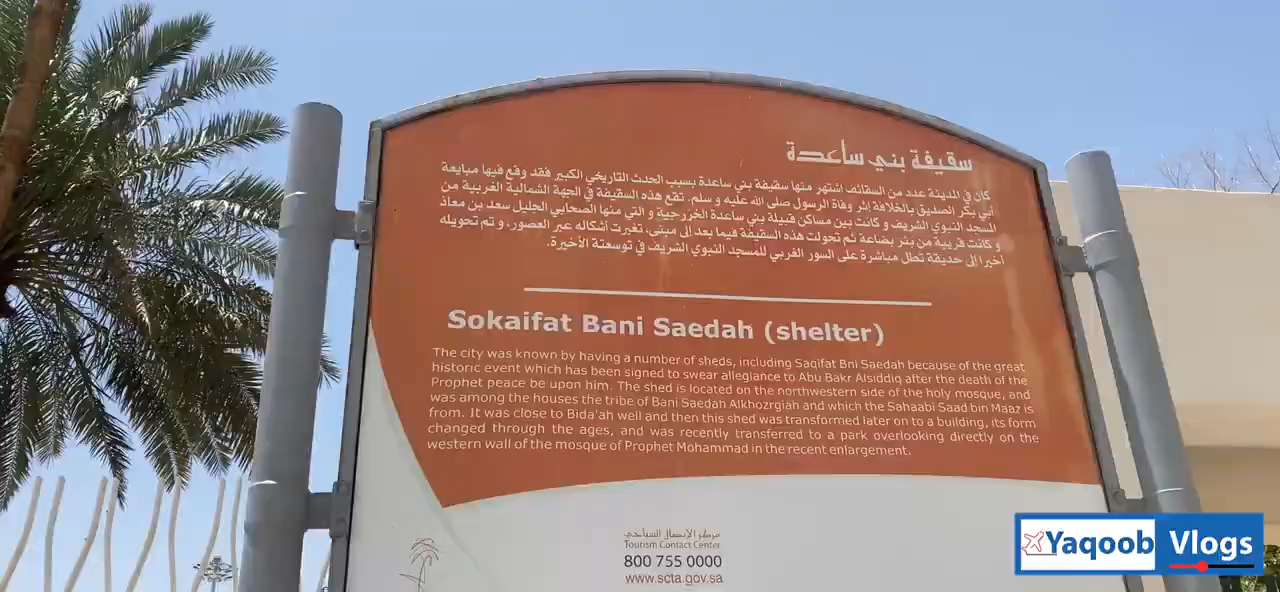 سقيفة بني ساعدة
كان في المدينة عدد من السقائف اشتهر منها سقيفة بني ساعدة بسبب الحدث التاريخي الكبير فقد وقع فيها مبايعة
أبي بكر الصديق بالخلافة إثر وفاة الرسول صلى الله عليه و سلم. تقع هذه السقيفة في الجهة الشمالية الغربية من
المسجد النبوي الشريف و كانت بين مساكن قبيلة بني ساعدة الخزرجية و التي منها الصحابي الجليل سعد بن معاذ
و كانت قريبة من بئر بضاعة ثم تحولت هذه السقيفة فيما بعد إلى مبنى، تغيرت أشكاله عبر العصور، و تم تحويله
أخيرا إلى حديقة تطل مباشرة على السور الغربي للمسجد النبوي الشريف في توسعتة الأخيرة.
Sokaifat Bani Saedah (shelter)
The city was known by having a number of sheds, including Saqifat Bni Saedah because of the great
historic event which has been signed to swear allegiance to Abu Bakr Alsiddiq after the death of the
Prophet peace be upon him. The shed is located on the northwestern side of the holy mosque, and
was among the houses the tribe of Bani Saedah Alkhozrgiah and which the Sahaabi Saad bin Maaz is
from. It was close to Bida'ah well and then this shed was transformed later on to a building, its form
changed through the ages, and was recently transferred to a park overlooking directly on the
western wall of the mosque of Prophet Mohammad in the recent enlargement.
مركز الإتصال السياحي
Tourism Contact Center
800 755 0000
www.scta.gov.sa
Yaqoob Vlogs